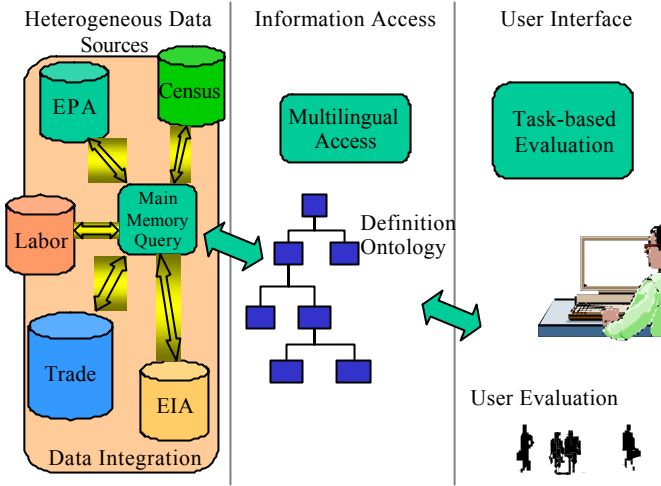 Heterogeneous Data
Sources
EPA
Census
Main
Memory
Query
Labor
Trade
EIA
Data Integration
Information Access
Multilingual
Access
Definition
Ontology
User Interface
Task-based
Evaluation
User Evaluation